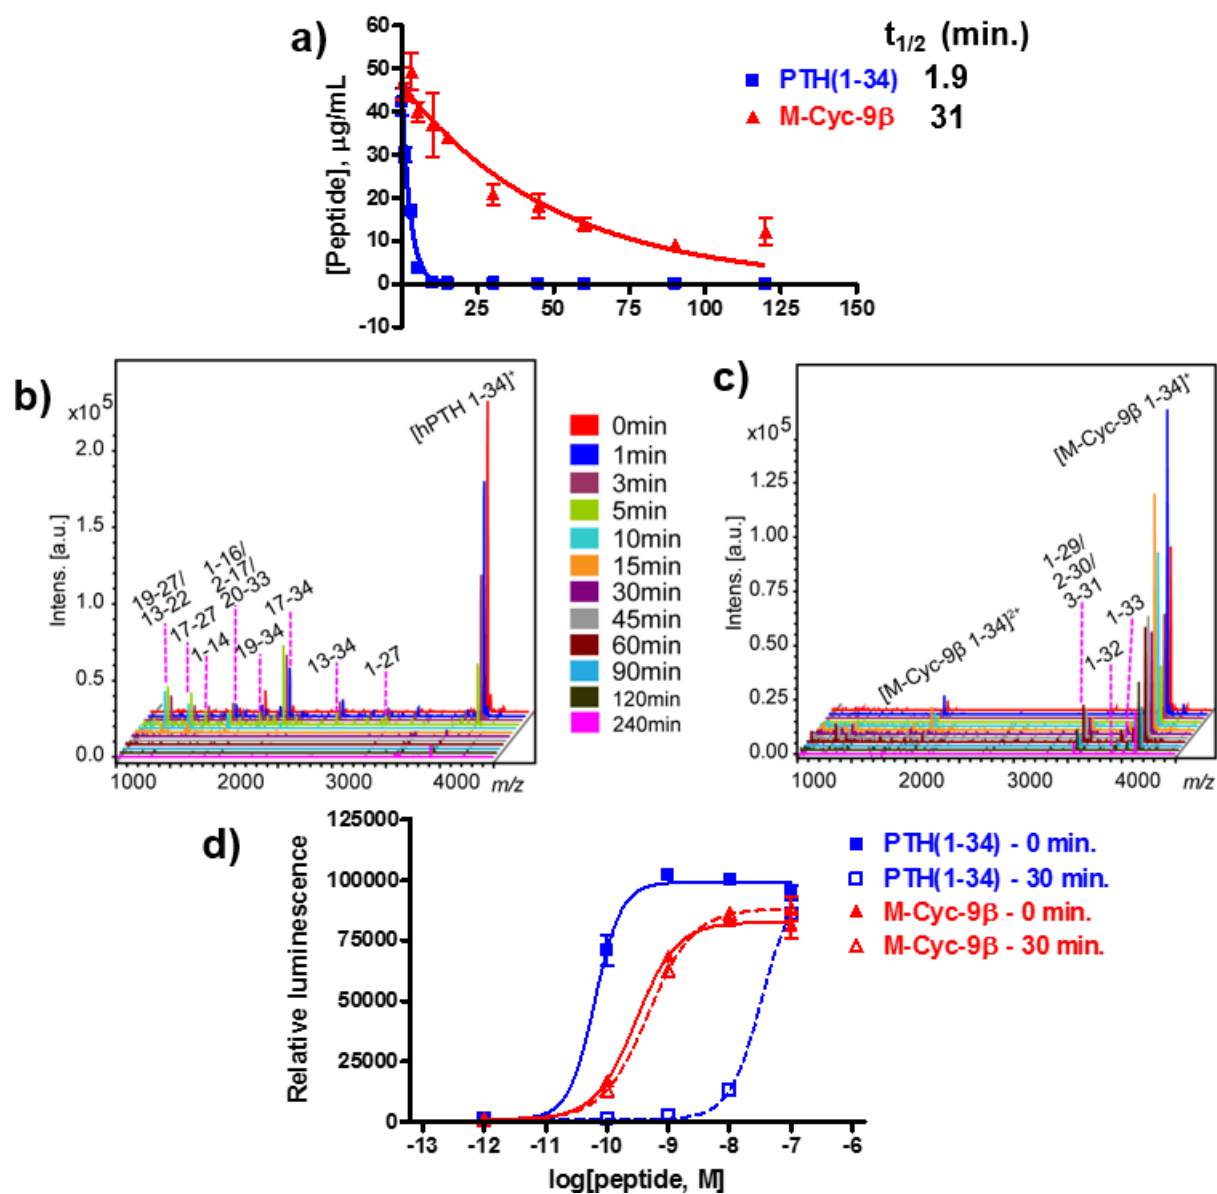 a)
t1/2 (min.)
PTH(1-34) 1.9
M-Cyc-9β 31
[Peptide], µg/mL
60
50
40
30
20
10
0
-10
25 50 75 100 125 150
b)
x10^5
[hPTH 1-34]+
2.0
1.5
1.0
0.5
0.0
Intens. [a.u.]
19-27/
13-22
17-27
1-14
1-16/
2-17/
20-33
19-34
17-34
13-34
1-27
1000 2000 3000 4000 m/z
0min
1min
3min
5min
10min
15min
30min
45min
60min
90min
120min
240min
c)
x10^5
[M-Cyc-9β 1-34]+
1.25
1.00
0.75
0.50
0.25
0.00
Intens. [a.u.]
[M-Cyc-9β 1-34]2+
1-29/
2-30/
3-31
1-32
1-33
1000 2000 3000 4000 m/z
d)
Relative luminescence
125000
100000
75000
50000
25000
0
-13 -12 -11 -10 -9 -8 -7 -6
log[peptide, M]
PTH(1-34) - 0 min.
PTH(1-34) - 30 min.
M-Cyc-9β - 0 min.
M-Cyc-9β - 30 min.